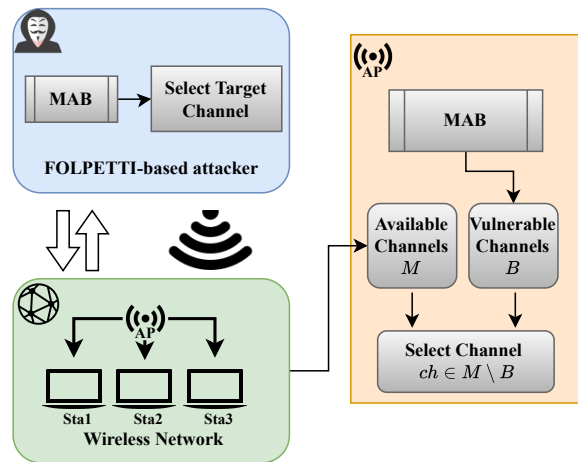 MAB
Select Target
Channel
FOLPETTI-based attacker
AP
Sta1 Sta2 Sta3
Wireless Network
AP
MAB
Available
Channels
M
Vulnerable
Channels
B
Select Channel
ch ∈ M \ B